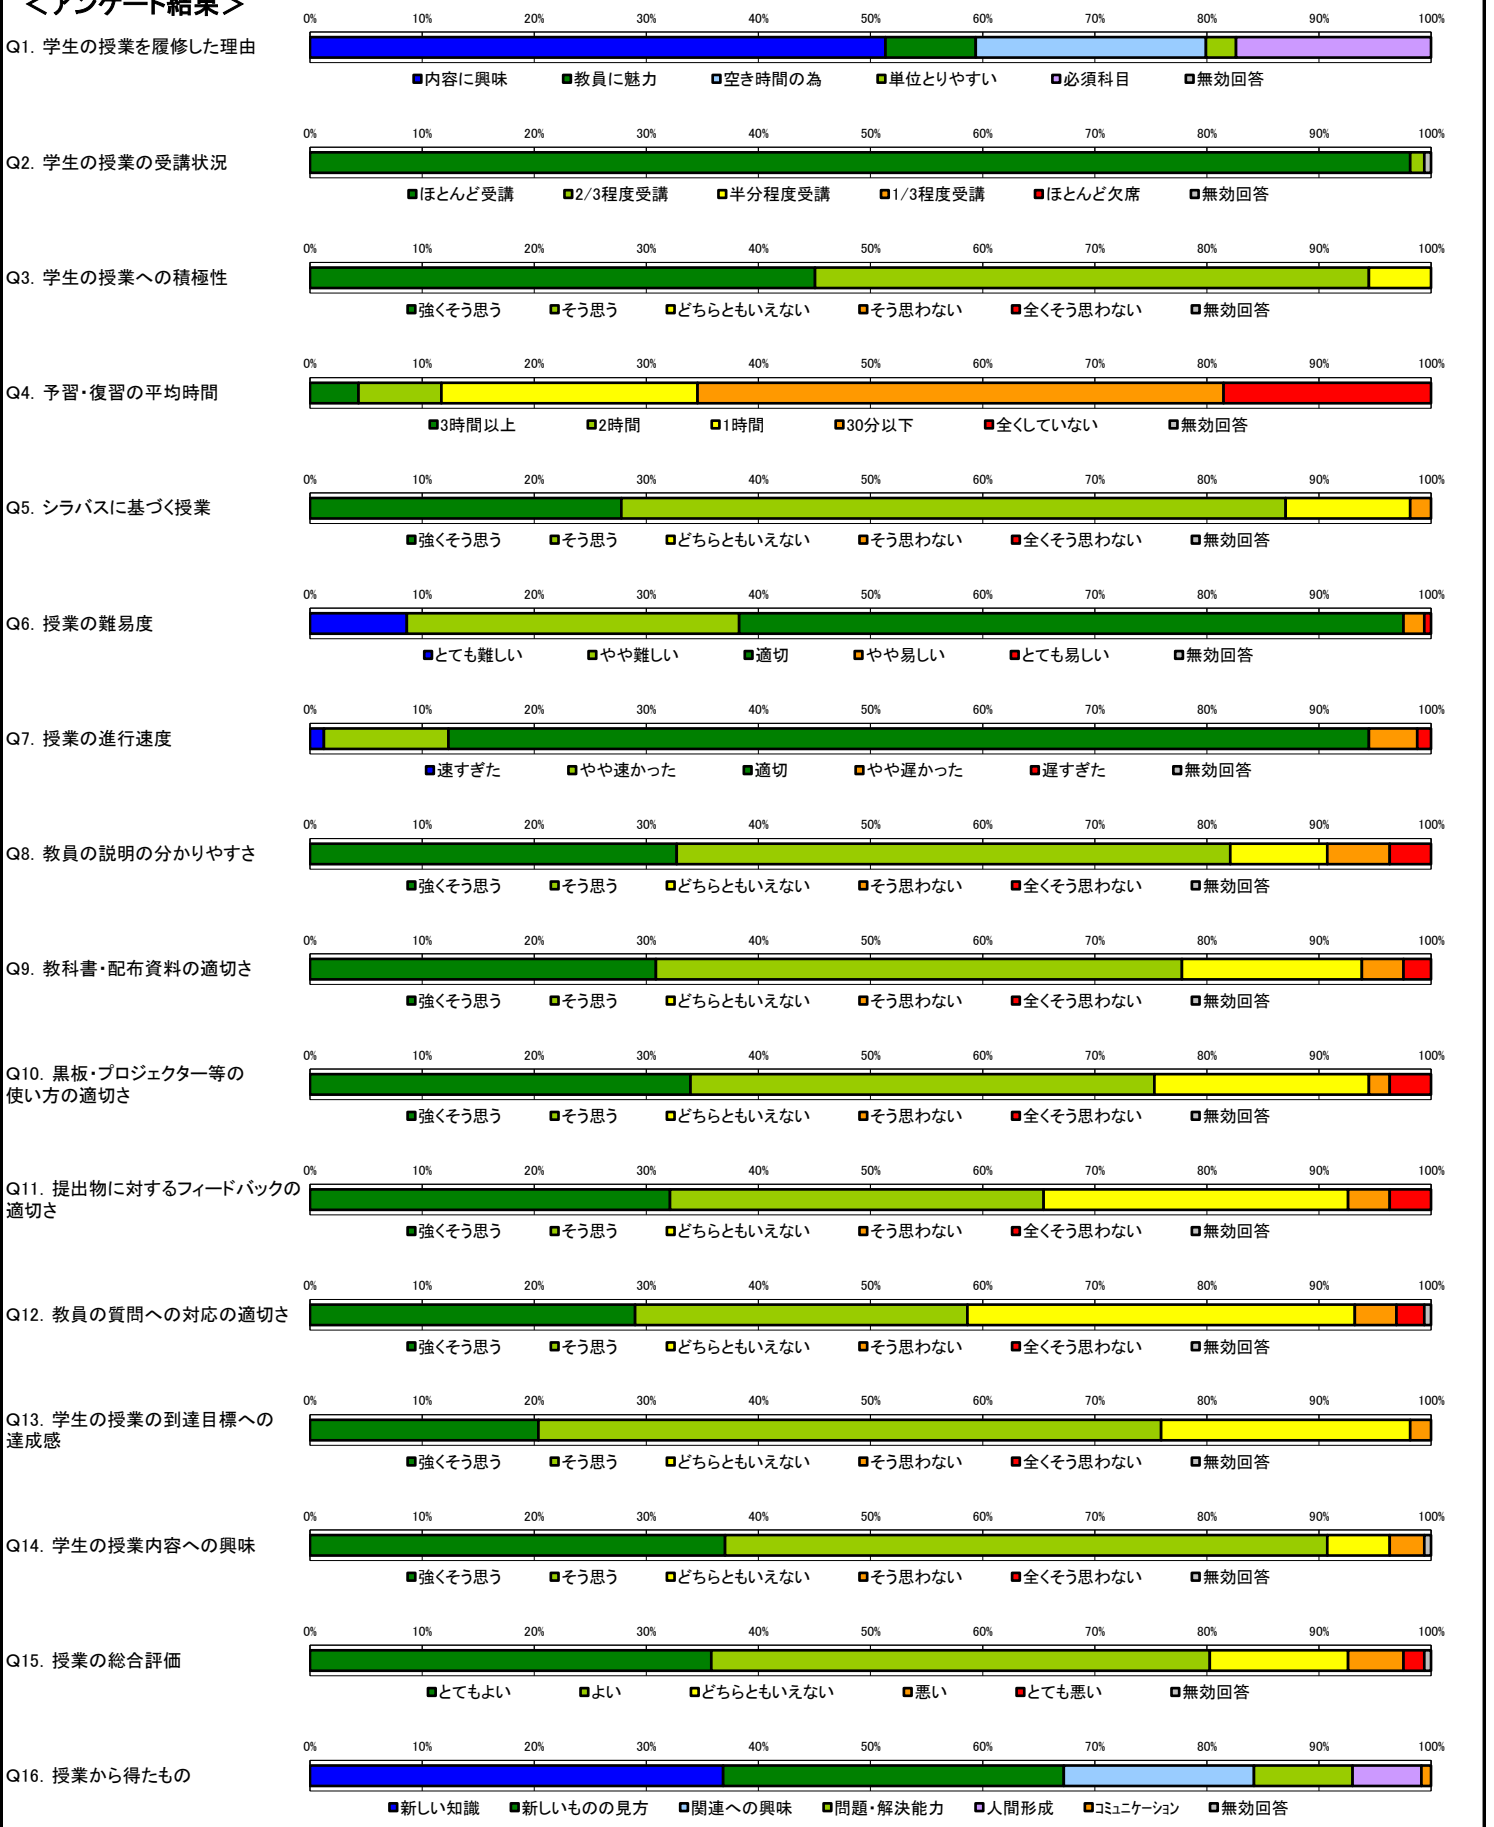 ＜アンケート結果＞
0% 10% 20% 30% 40% 50% 60% 70% 80% 90% 100%
Q1. 学生の授業を履修した理由
内容に興味 教員に魅力 空き時間の為 単位とりやすい 必須科目 無効回答
0% 10% 20% 30% 40% 50% 60% 70% 80% 90% 100%
Q2. 学生の授業の受講状況
ほとんど受講 2/3程度受講 半分程度受講 1/3程度受講 ほとんど欠席 無効回答
0% 10% 20% 30% 40% 50% 60% 70% 80% 90% 100%
Q3. 学生の授業への積極性
強くそう思う そう思う どちらともいえない そう思わない 全くそう思わない 無効回答
0% 10% 20% 30% 40% 50% 60% 70% 80% 90% 100%
Q4. 予習・復習の平均時間
3時間以上 2時間 1時間 30分以下 全くしていない 無効回答
0% 10% 20% 30% 40% 50% 60% 70% 80% 90% 100%
Q5. シラバスに基づく授業
強くそう思う そう思う どちらともいえない そう思わない 全くそう思わない 無効回答
0% 10% 20% 30% 40% 50% 60% 70% 80% 90% 100%
Q6. 授業の難易度
とても難しい やや難しい 適切 やや易しい とても易しい 無効回答
0% 10% 20% 30% 40% 50% 60% 70% 80% 90% 100%
Q7. 授業の進行速度
速すぎた やや速かった 適切 やや遅かった 遅すぎた 無効回答
0% 10% 20% 30% 40% 50% 60% 70% 80% 90% 100%
Q8. 教員の説明の分かりやすさ
強くそう思う そう思う どちらともいえない そう思わない 全くそう思わない 無効回答
0% 10% 20% 30% 40% 50% 60% 70% 80% 90% 100%
Q9. 教科書・配布資料の適切さ
強くそう思う そう思う どちらともいえない そう思わない 全くそう思わない 無効回答
0% 10% 20% 30% 40% 50% 60% 70% 80% 90% 100%
Q10. 黒板・プロジェクター等の
使い方の適切さ
強くそう思う そう思う どちらともいえない そう思わない 全くそう思わない 無効回答
0% 10% 20% 30% 40% 50% 60% 70% 80% 90% 100%
Q11. 提出物に対するフィードバックの
適切さ
強くそう思う そう思う どちらともいえない そう思わない 全くそう思わない 無効回答
0% 10% 20% 30% 40% 50% 60% 70% 80% 90% 100%
Q12. 教員の質問への対応の適切さ
強くそう思う そう思う どちらともいえない そう思わない 全くそう思わない 無効回答
0% 10% 20% 30% 40% 50% 60% 70% 80% 90% 100%
Q13. 学生の授業の到達目標への
達成感
強くそう思う そう思う どちらともいえない そう思わない 全くそう思わない 無効回答
0% 10% 20% 30% 40% 50% 60% 70% 80% 90% 100%
Q14. 学生の授業内容への興味
強くそう思う そう思う どちらともいえない そう思わない 全くそう思わない 無効回答
0% 10% 20% 30% 40% 50% 60% 70% 80% 90% 100%
Q15. 授業の総合評価
とてもよい よい どちらともいえない 悪い とても悪い 無効回答
0% 10% 20% 30% 40% 50% 60% 70% 80% 90% 100%
Q16. 授業から得たもの
新しい知識 新しいものの見方 関連への興味 問題・解決能力 人間形成 コミュニケーション 無効回答